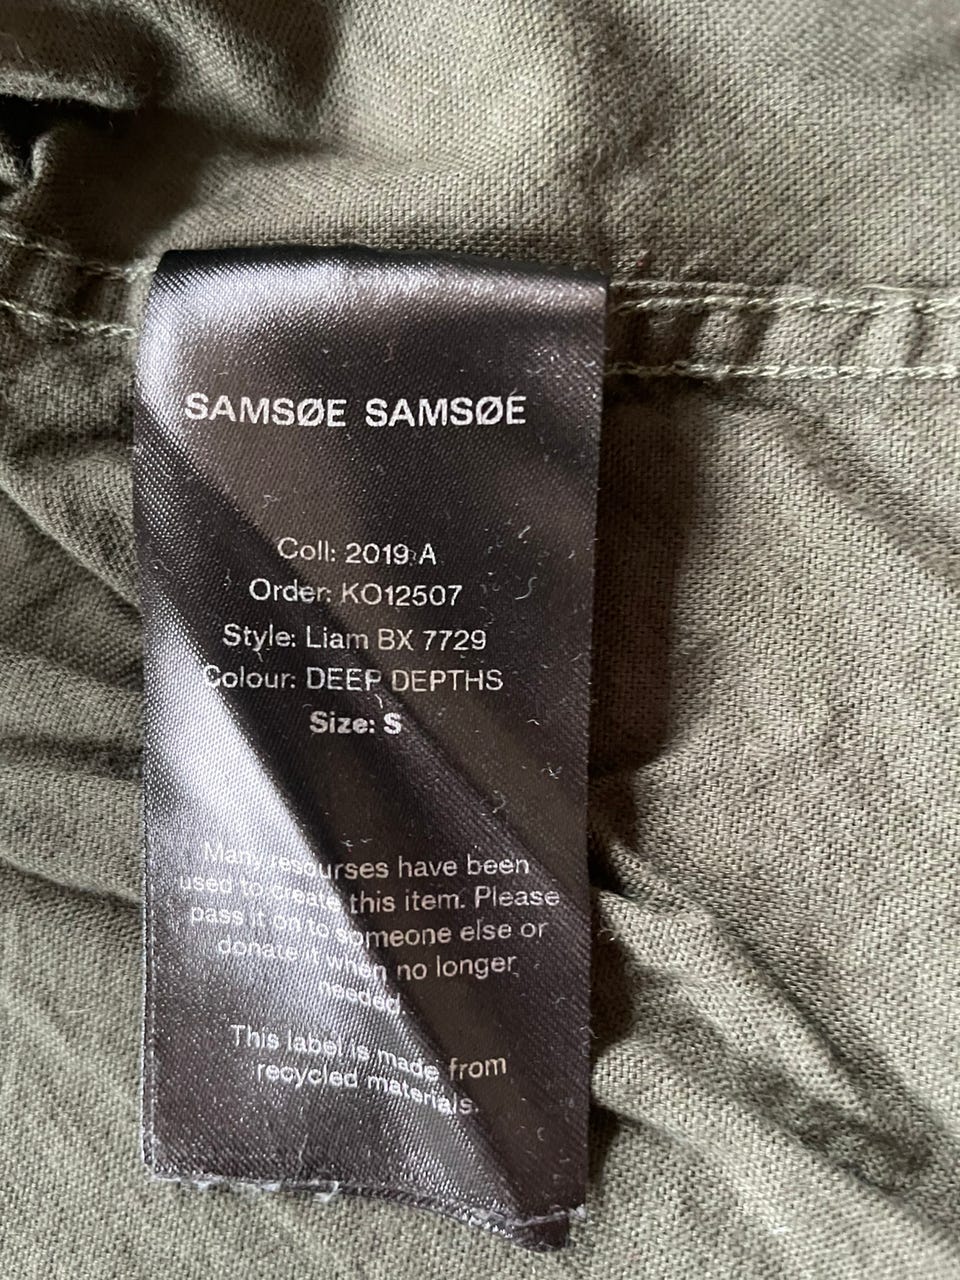 SAMSØE SAMSØE
Coll: 2019 A
Order: KO12507
Style: Liam BX 7729
Colour: DEEP DEPTHS
Size: S
Many resourses have been
used to create this item. Please
pass it on to someone else or
donate it when no longer
needed.
This label is made from
recycled materials.